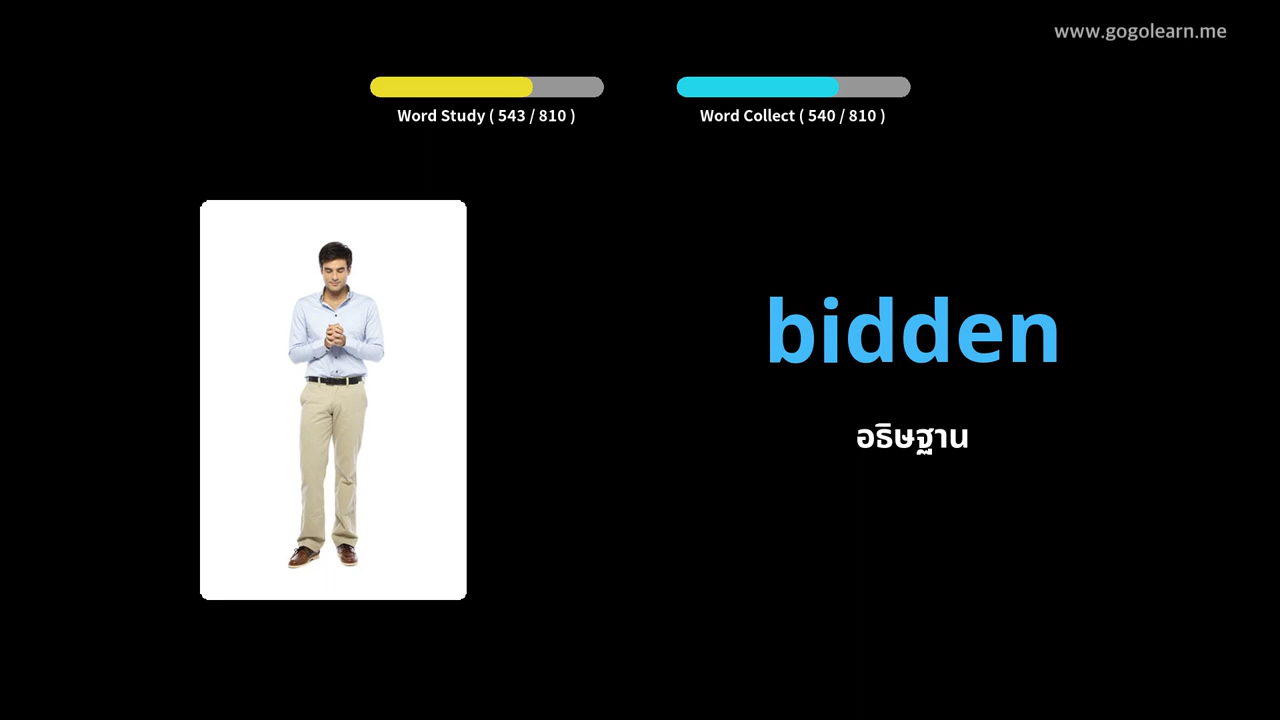 www.gogolearn.me
Word Study ( 543 / 810 )
Word Collect ( 540 / 810 )
bidden
อธิษฐาน